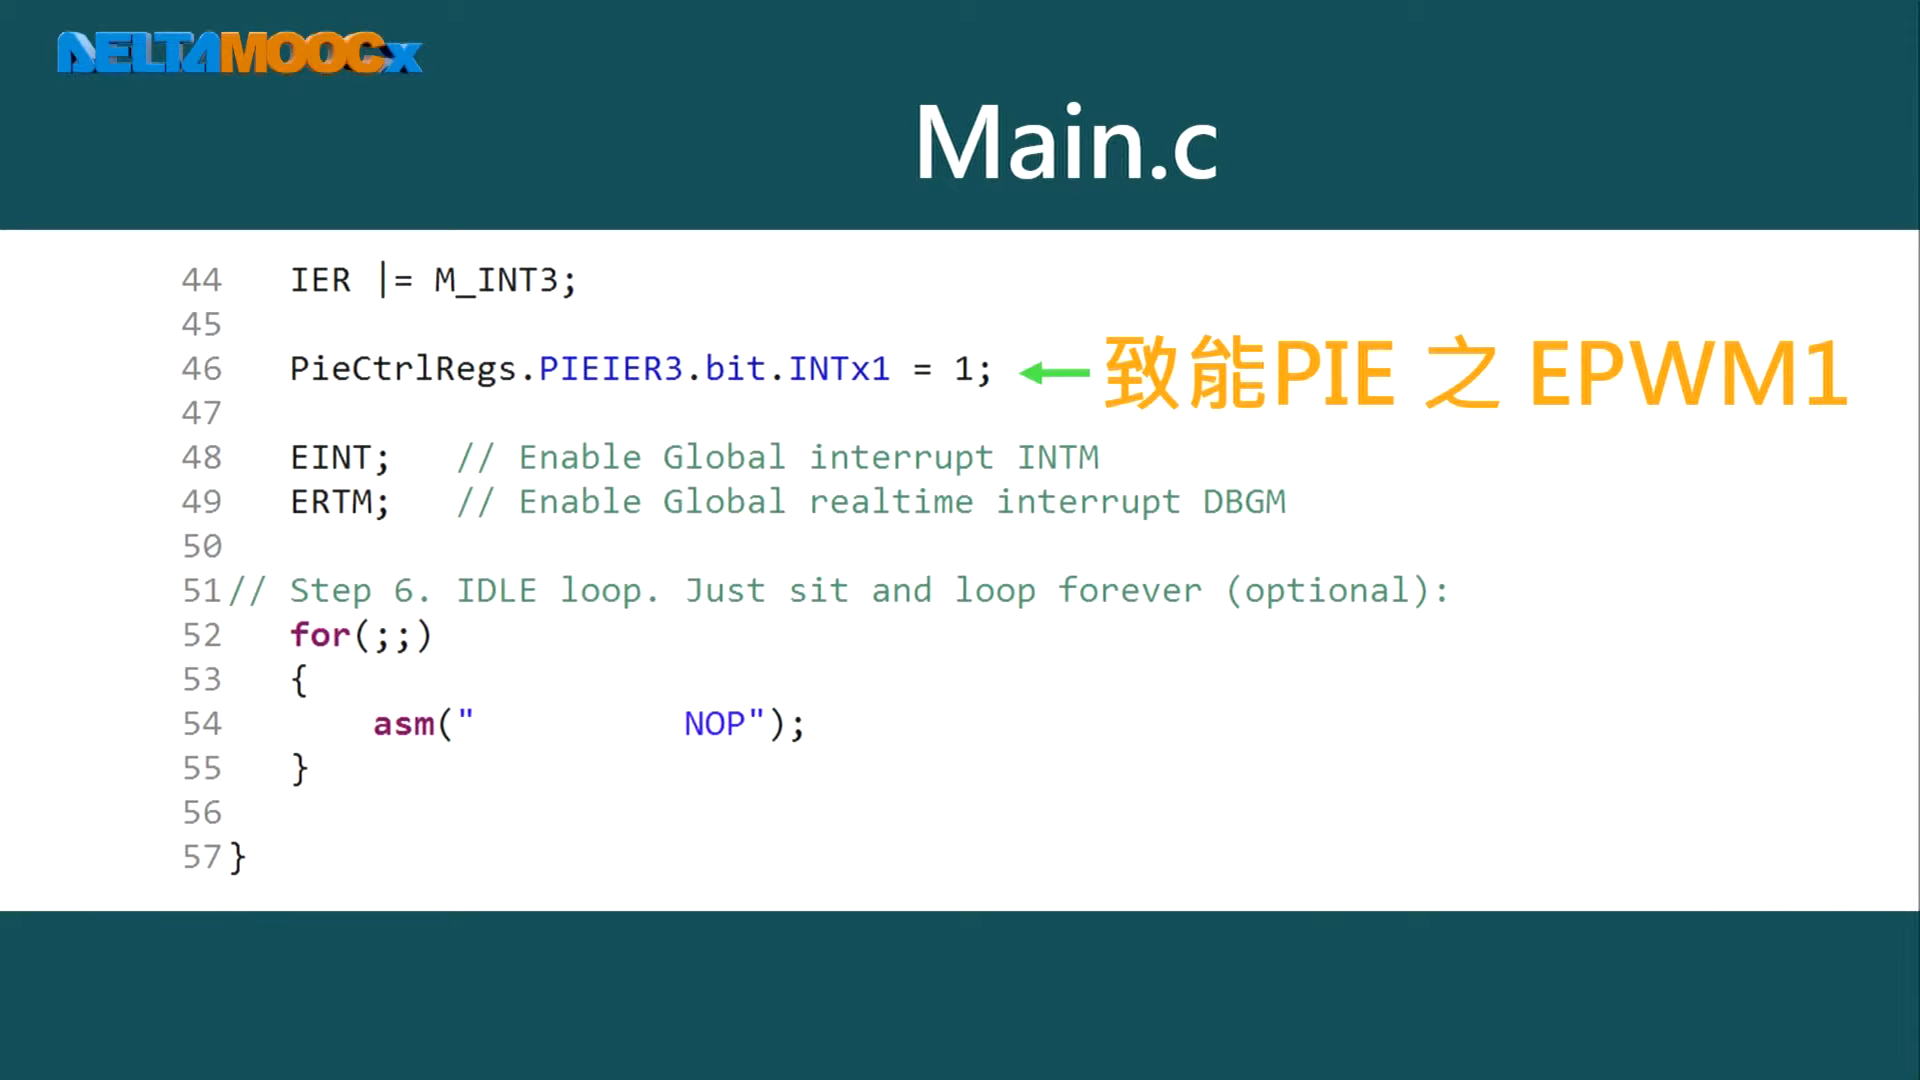 DELTAMOOCx
Main.c
44 IER |= M_INT3;
45
46 PieCtrlRegs.PIEIER3.bit.INTx1 = 1; 致能PIE 之 EPWM1
47
48 EINT; // Enable Global interrupt INTM
49 ERTM; // Enable Global realtime interrupt DBGM
50
51 // Step 6. IDLE loop. Just sit and loop forever (optional):
52 for(;;)
53 {
54 asm(" NOP");
55 }
56
57 }